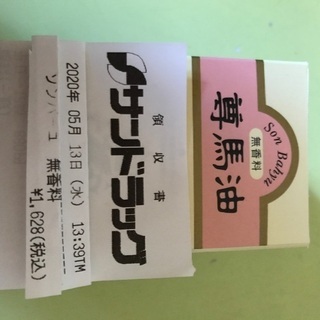 領収書
サンドラッグ
2020年 05月 13日(水) 13:39TM
無香料
¥1,628(税込)
Son Bahyu
無香料
尊馬油